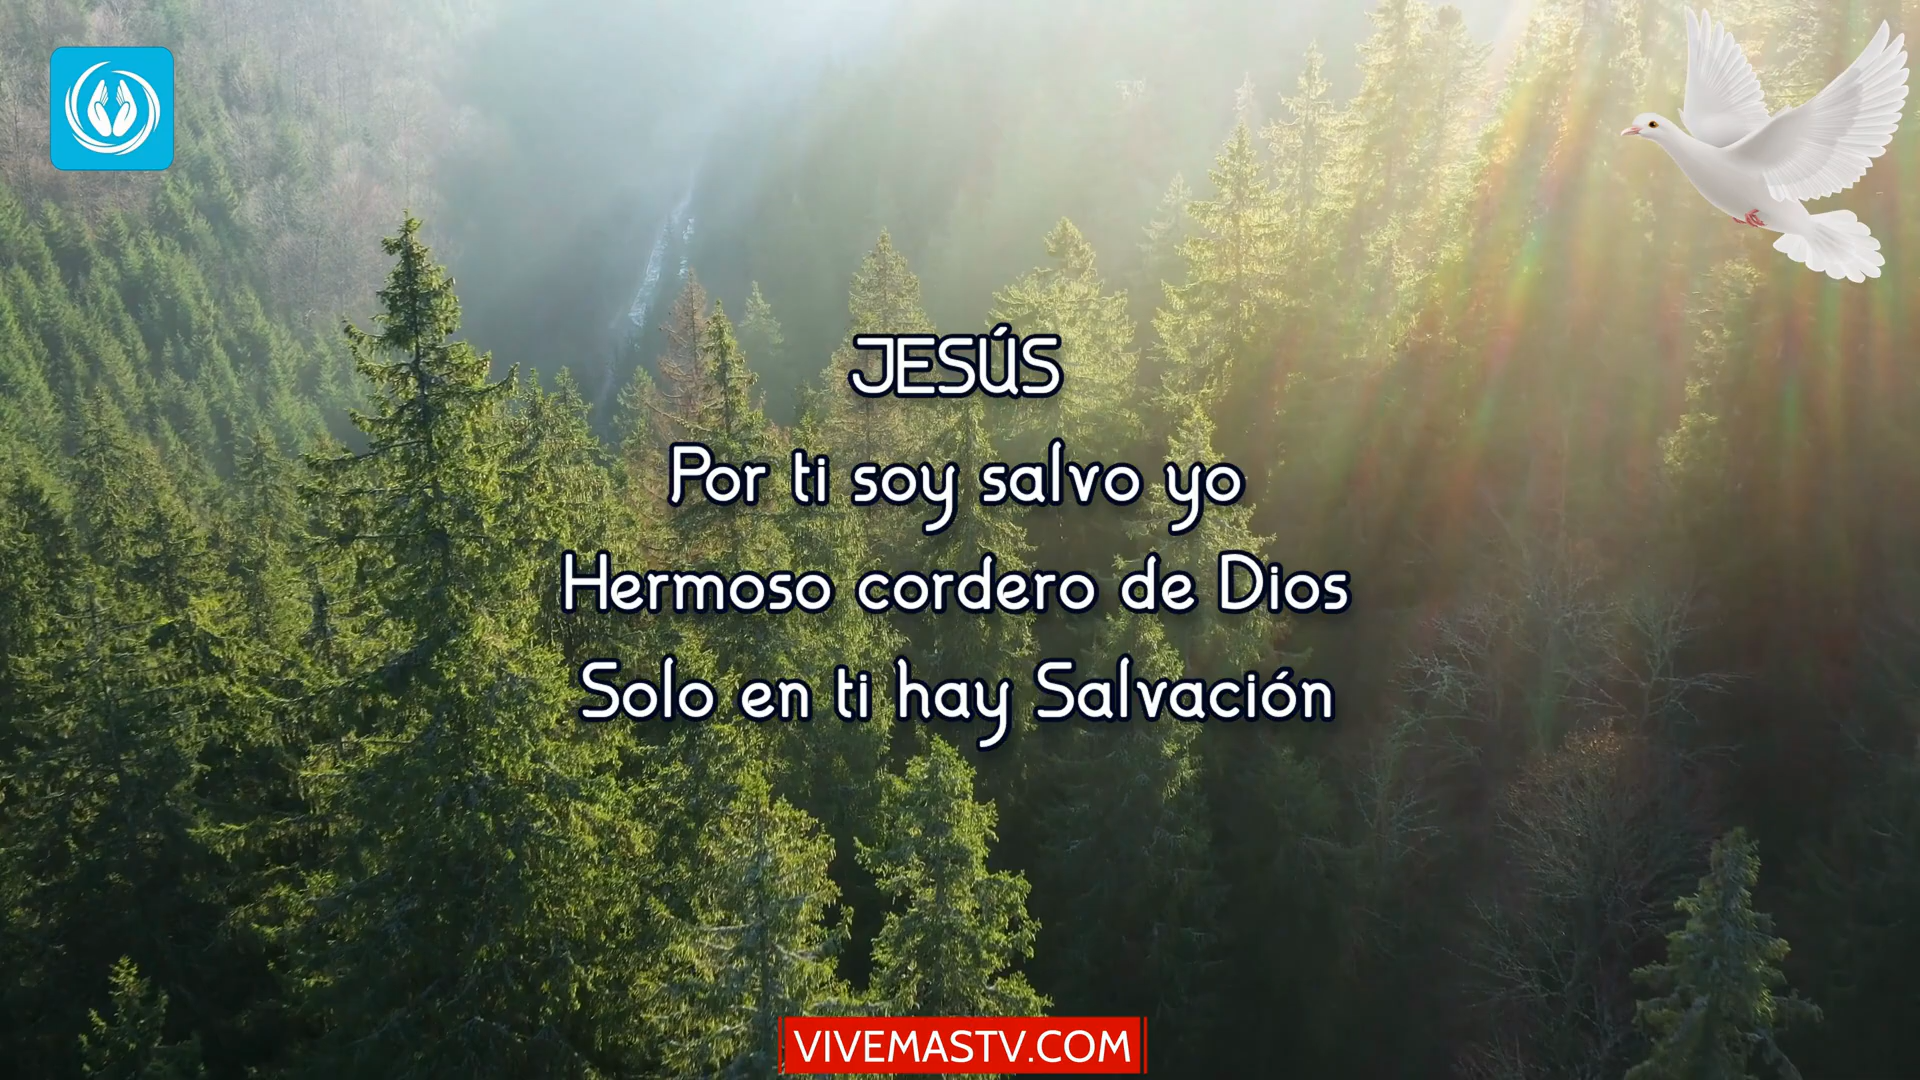 JESÚS
Por ti soy salvo yo
Hermoso cordero de Dios
Solo en ti hay Salvación
VIVEMASTV.COM